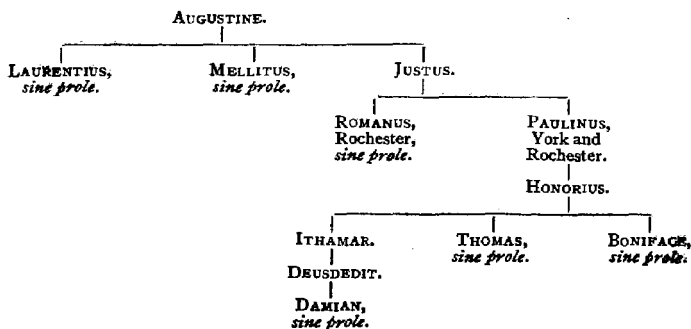 AUGUSTINE.
LAURENTIUS, MELLITUS, JUSTUS.
sine prole. sine prole.
ROMANUS, PAULINUS,
Rochester, York and
sine prole. Rochester.
HONORIUS.
ITHAMAR. THOMAS, BONIFACE,
sine prole. sine prole.
DEUSDEDIT.
DAMIAN,
sine prole.